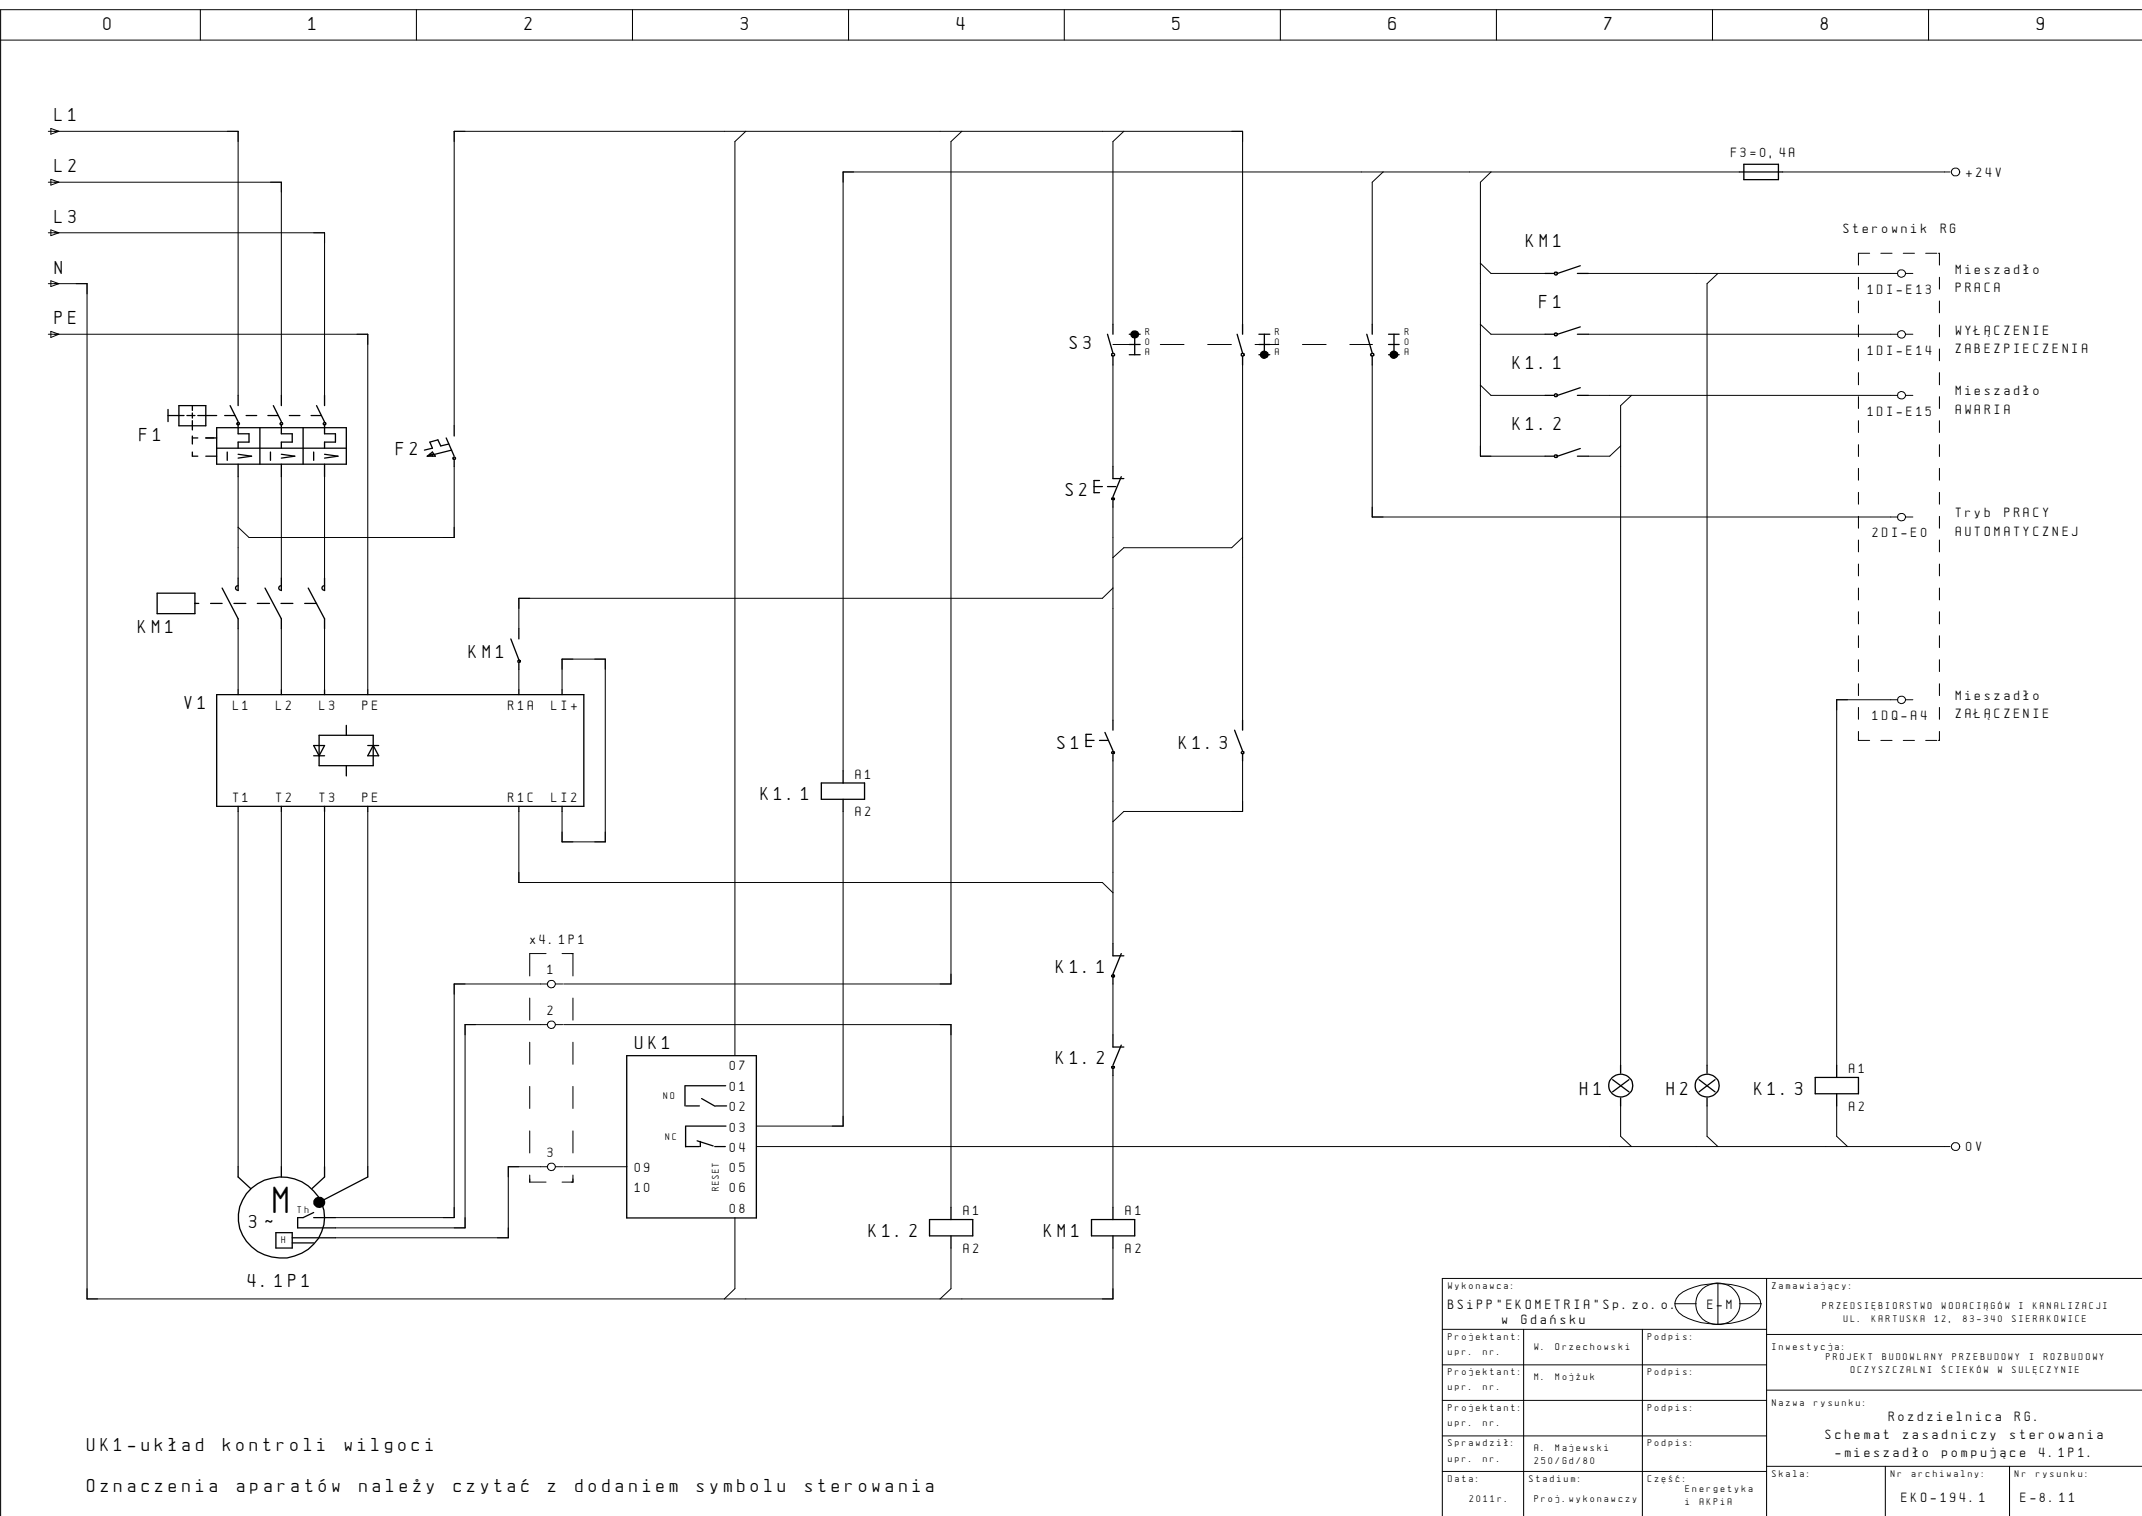 0 1 2 3 4 5 6 7 8 9
L1
L2
L3
N
PE
F3=0,4A
+24V
Sterownik RG
KM1
1DI-E13
Mieszadło
PRACA
F1
1DI-E14
WYŁĄCZENIE
ZABEZPIECZENIA
K1.1
1DI-E15
Mieszadło
AWARIA
K1.2
2DI-E0
Tryb PRACY
AUTOMATYCZNEJ
1DQ-A4
Mieszadło
ZAŁĄCZENIE
S3
R
0
A
R
0
A
R
0
A
F1
I > I > I >
F2
S2
KM1
KM1
V1
L1 L2 L3 PE R1A LI+
T1 T2 T3 PE R1C LI2
S1
K1.3
K1.1
A1
A2
x4.1P1
1
2
3
K1.1
K1.2
UK1
07
01
NO
02
03
NC
04
09
05
10
06
RESET
08
H1
H2
K1.3
A1
A2
0V
M
3~
Th
H
4.1P1
K1.2
A1
A2
KM1
A1
A2
UK1-układ kontroli wilgoci
Oznaczenia aparatów należy czytać z dodaniem symbolu sterowania
Wykonawca:
BSiPP"EKOMETRIA"Sp.zo.o.
w Gdańsku
E-M
Zamawiający:
PRZEDSIĘBIORSTWO WODACIĄGÓW I KANALIZACJI
UL. KARTUSKA 12, 83-340 SIERAKOWICE
Projektant:
upr. nr.
W. Orzechowski
Podpis:
Inwestycja:
PROJEKT BUDOWLANY PRZEBUDOWY I ROZBUDOWY
OCZYSZCZALNI ŚCIEKÓW W SULĘCZYNIE
Projektant:
upr. nr.
M. Mojżuk
Podpis:
Projektant:
upr. nr.
Podpis:
Nazwa rysunku:
Rozdzielnica RG.
Schemat zasadniczy sterowania
-mieszadło pompujące 4.1P1.
Sprawdził:
upr. nr.
A. Majewski
250/Gd/80
Podpis:
Data:
2011r.
Stadium:
Proj.wykonawczy
Część:
Energetyka
i AKPiA
Skala:
Nr archiwalny:
EKO-194.1
Nr rysunku:
E-8.11